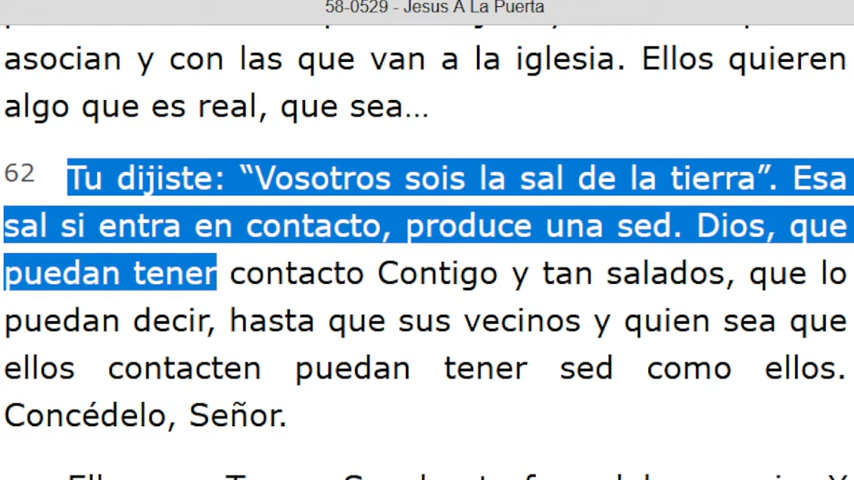 58-0529 - Jesus A La Puerta
asocian y con las que van a la iglesia. Ellos quieren
algo que es real, que sea...
62 Tu dijiste: “Vosotros sois la sal de la tierra”. Esa
sal si entra en contacto, produce una sed. Dios, que
puedan tener contacto Contigo y tan salados, que lo
puedan decir, hasta que sus vecinos y quien sea que
ellos contacten puedan tener sed como ellos.
Concédelo, Señor.